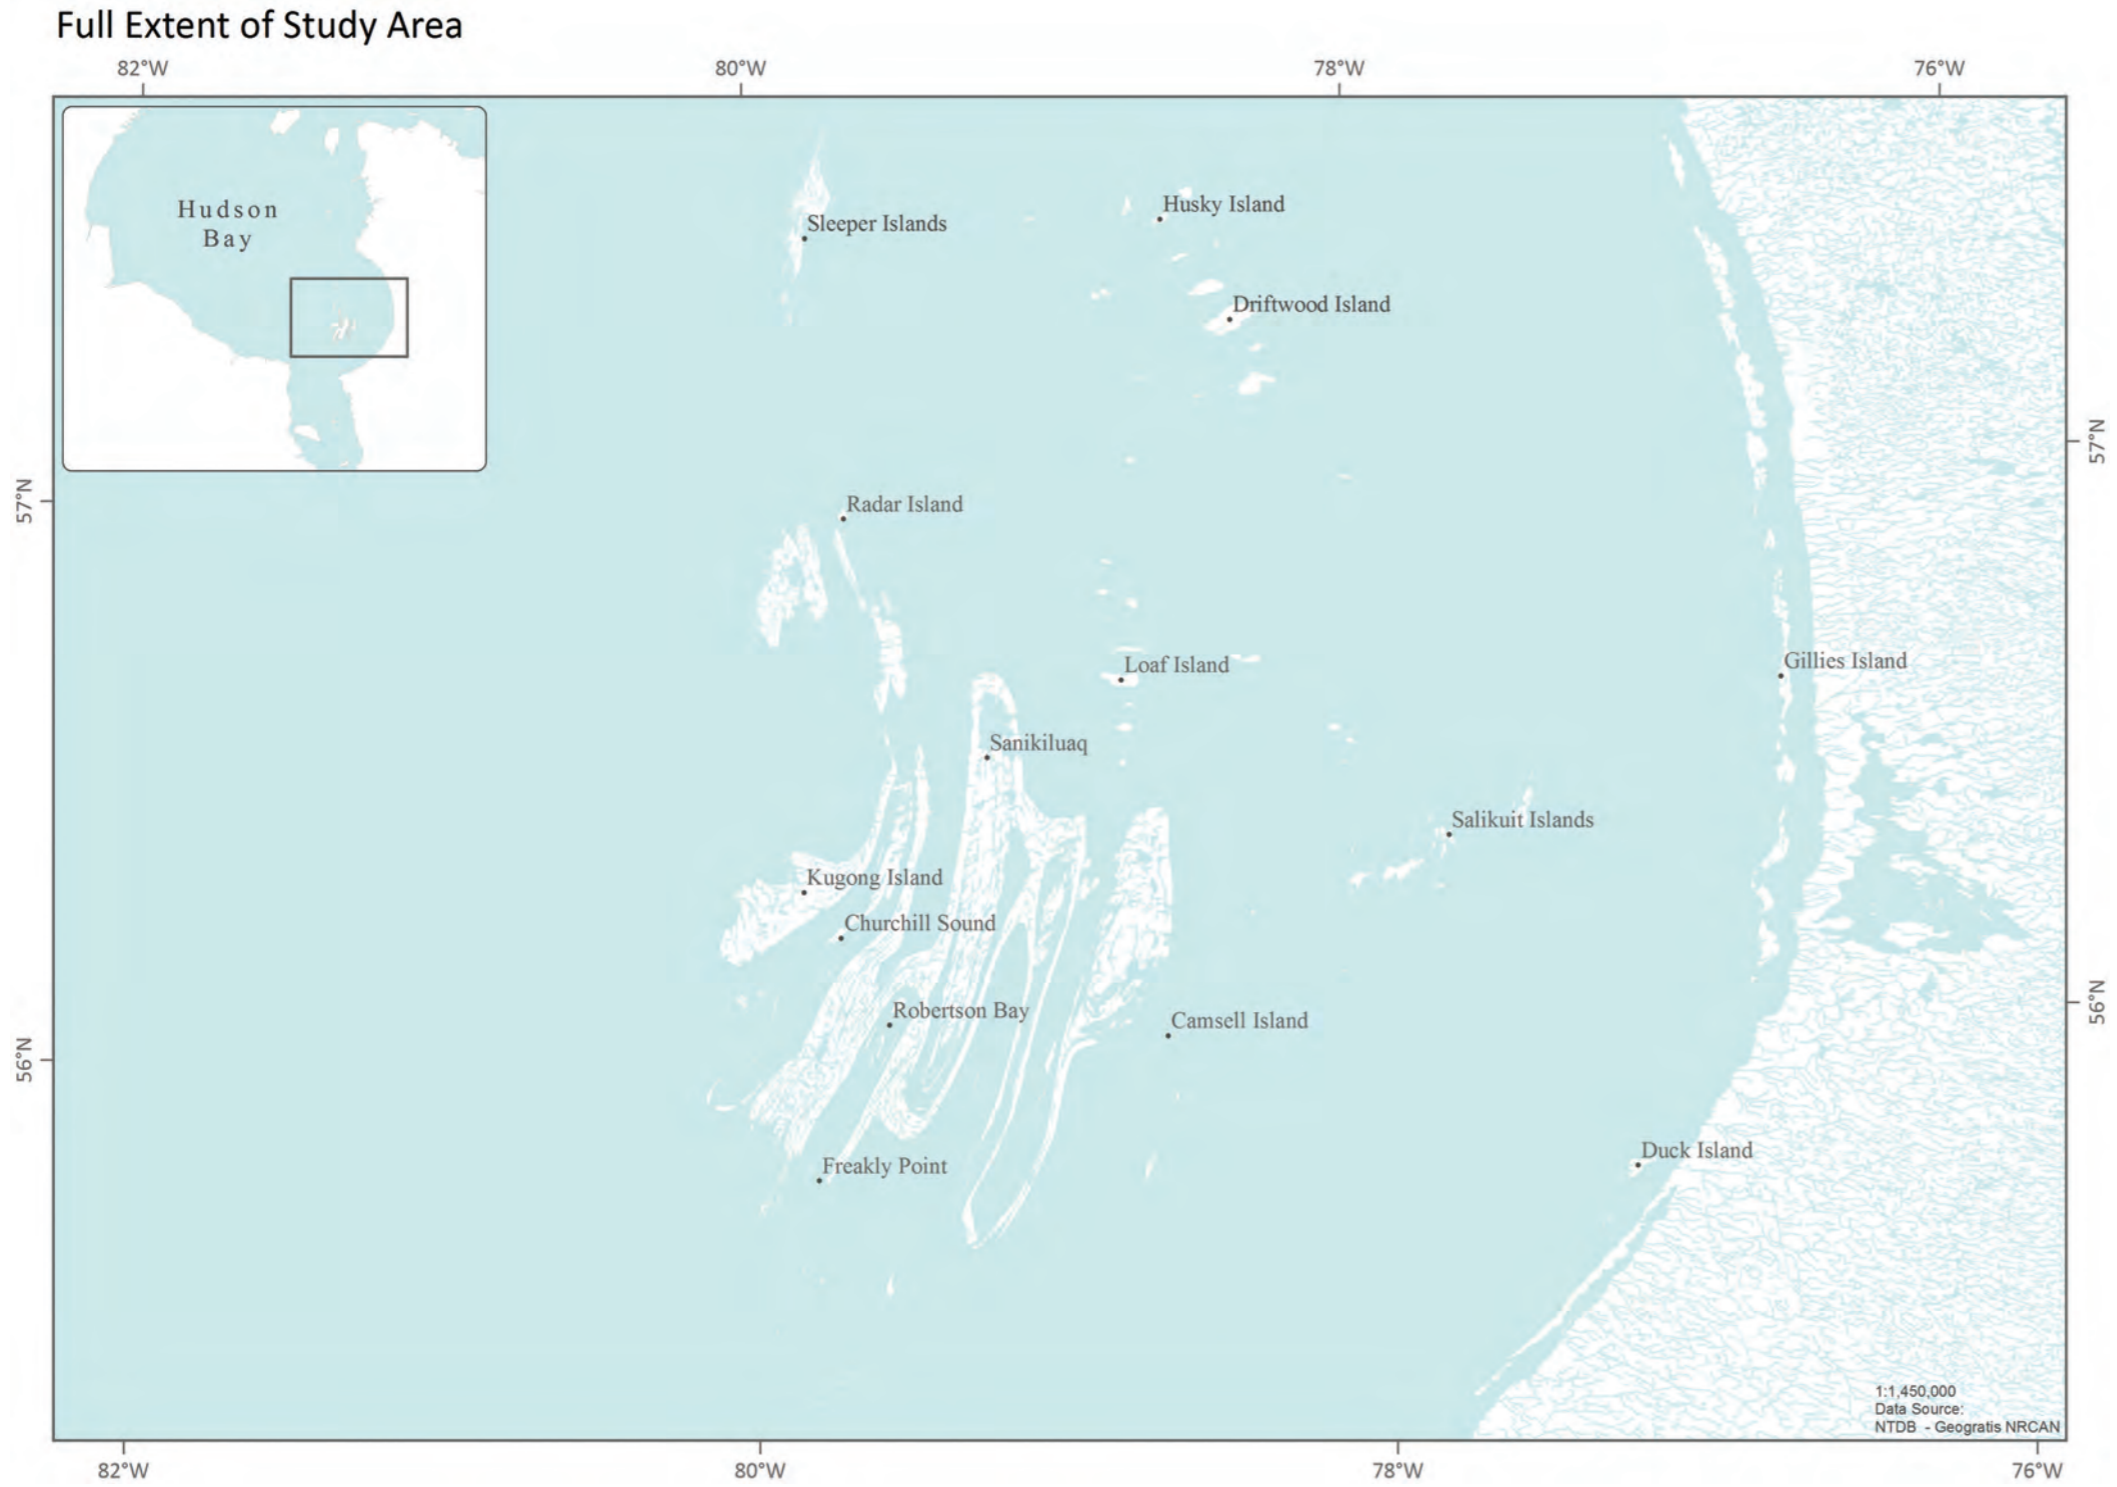 Full Extent of Study Area
82°W
80°W
78°W
76°W
Hudson
Bay
Husky Island
Sleeper Islands
Driftwood Island
57°N
57°N
Radar Island
Loaf Island
Gillies Island
Sanikiluaq
Salikuit Islands
Kugong Island
Churchill Sound
56°N
Robertson Bay
Camsell Island
56°N
Duck Island
Freakly Point
1:1,450,000
Data Source:
NTDB - Geogratis NRCAN
82°W
80°W
78°W
76°W